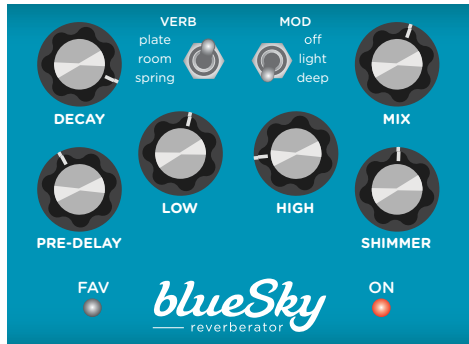 VERB
plate
room
spring
MOD
off
light
deep
DECAY
MIX
LOW
HIGH
PRE-DELAY
SHIMMER
FAV
ON
blueSky
reverberator